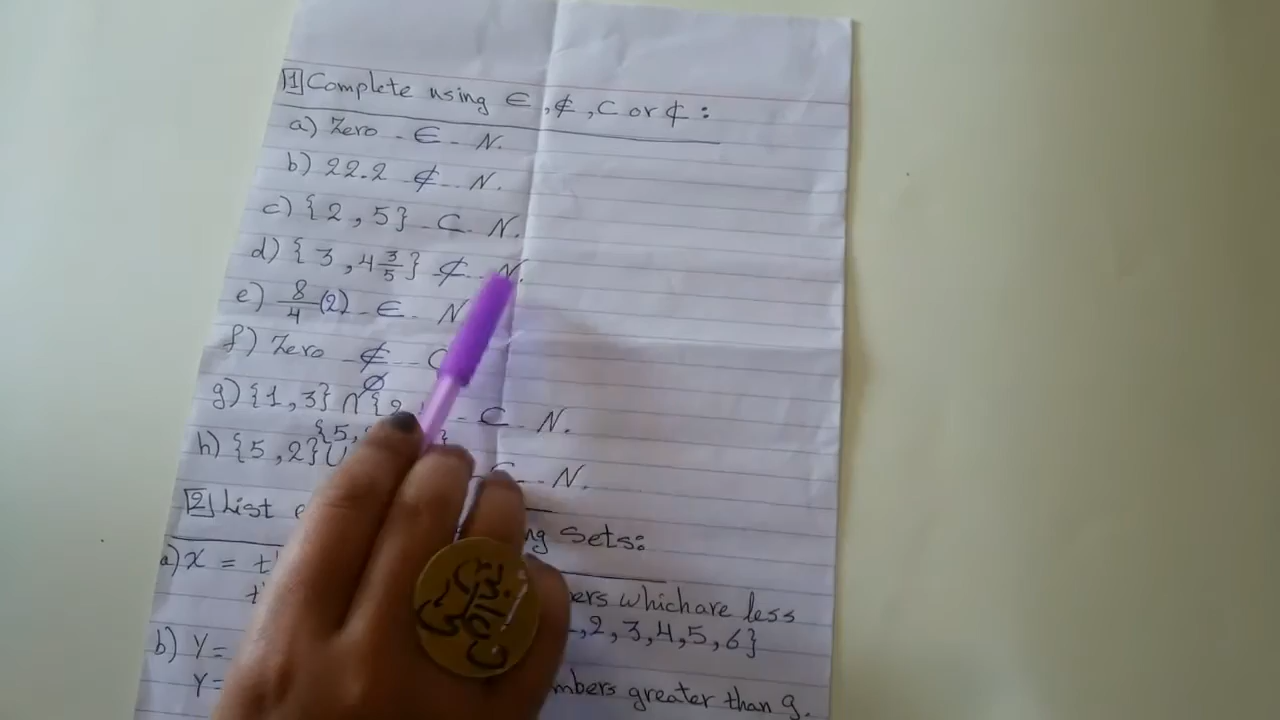 1 Complete using ∈, ∉, ⊂ or ⊄ :
a) Zero - ∈ - N.
b) 22.2 ∉ - N.
c) {2, 5} - ⊂ - N.
d) {3, 4 3/5} ⊄ - N.
e) 8/4 (2) - ∈ - N
f) Zero - ∉ - C
∅
g) {1, 3} ∩ {2 - ⊂ - N.
{5, }
h) {5, 2} U ⊂ - N.
2 List ng sets:
a) X =
ers which are less
2, 3, 4, 5, 6}
b) Y =
Y = mbers greater than 9.